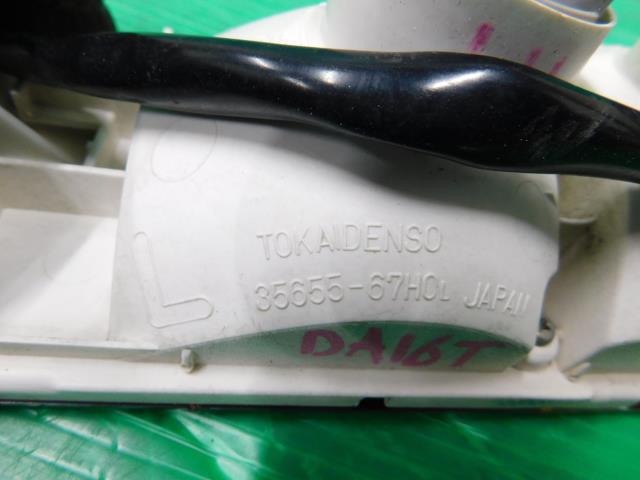 TOKAIDENSO
L
35655-67H0L JAPAN
DA16T